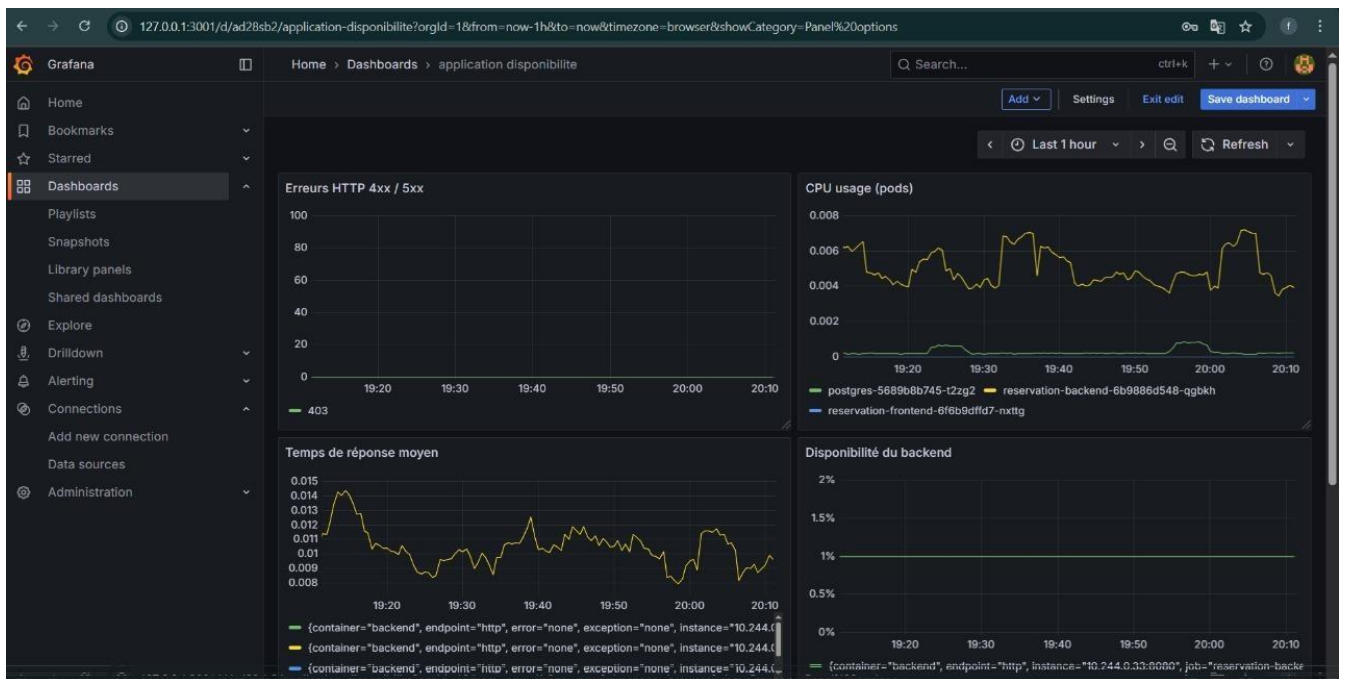 127.0.0.1:3001/d/ad28sb2/application-disponibilite?orgId=1&from=now-1h&to=now&timezone=browser&showCategory=Panel%20options
f
Grafana
Home › Dashboards › application disponibilite
Search...
ctrl+k
Home
Bookmarks
Starred
Dashboards
Playlists
Snapshots
Library panels
Shared dashboards
Explore
Drilldown
Alerting
Connections
Add new connection
Data sources
Administration
Add
Settings
Exit edit
Save dashboard
Last 1 hour
Refresh
Erreurs HTTP 4xx / 5xx
100
80
60
40
20
0
19:20 19:30 19:40 19:50 20:00 20:10
403
CPU usage (pods)
0.008
0.006
0.004
0.002
0
19:20 19:30 19:40 19:50 20:00 20:10
postgres-5689b8b745-t2zg2 reservation-backend-6b9886d548-qgbkh
reservation-frontend-6f6b9dffd7-nxttg
Temps de réponse moyen
0.015
0.014
0.013
0.012
0.011
0.01
0.009
0.008
19:20 19:30 19:40 19:50 20:00 20:10
{container="backend", endpoint="http", error="none", exception="none", instance="10.244.0
{container="backend", endpoint="http", error="none", exception="none", instance="10.244.0
{container="backend", endpoint="http", error="none", exception="none", instance="10.244.0
Disponibilité du backend
2%
1.5%
1%
0.5%
0%
19:20 19:30 19:40 19:50 20:00 20:10
{container="backend", endpoint="http", instance="10.244.0.33:8080", job="reservation-backe